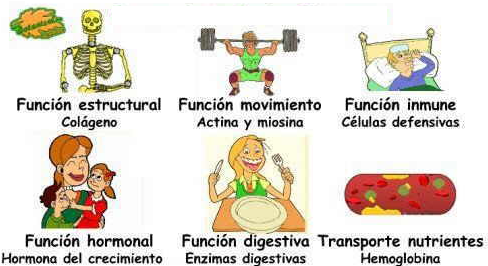 Botanical
Función estructural
Colágeno
Función movimiento
Actina y miosina
Función inmune
Células defensivas
Función hormonal
Hormona del crecimiento
Función digestiva
Enzimas digestivas
Transporte nutrientes
Hemoglobina